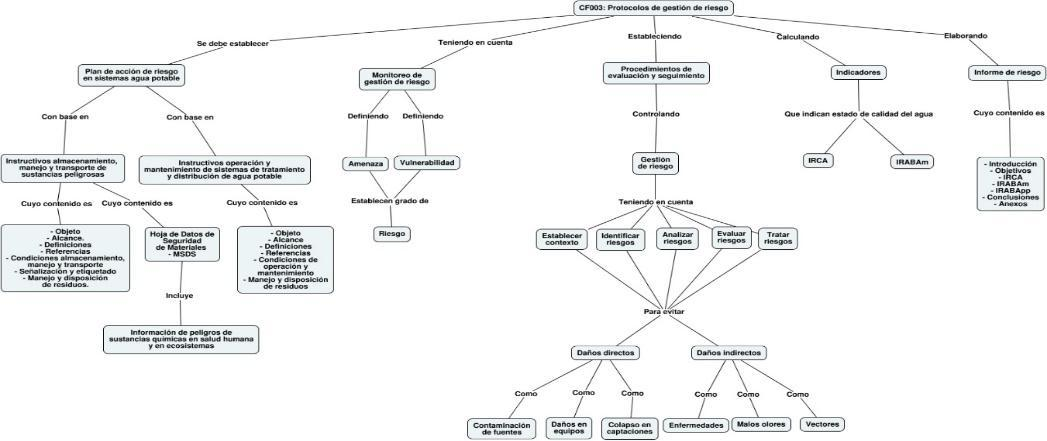 CF003: Protocolos de gestión de riesgo
Se debe establecer
Teniendo en cuenta
Estableciendo
Calculando
Elaborando
Plan de acción de riesgo
en sistemas agua potable
Monitoreo de
gestión de riesgo
Procedimientos de
evaluación y seguimiento
Indicadores
Informe de riesgo
Con base en
Con base en
Definiendo
Definiendo
Controlando
Que indican estado de calidad del agua
Cuyo contenido es
Instructivos almacenamiento,
manejo y transporte de
sustancias peligrosas
Instructivos operación y
mantenimiento de sistemas de tratamiento
y distribución de agua potable
Amenaza
Vulnerabilidad
Gestión
de riesgo
IRCA
IRABAm
- Introducción
- Objetivos
- IRCA
- IRABAm
- IRABApp
- Conclusiones
- Anexos
Cuyo contenido es
Cuyo contenido es
Cuyo contenido es
Establecen grado de
Teniendo en cuenta
- Objeto
- Alcance.
- Definiciones
- Referencias
- Condiciones almacenamiento,
manejo y transporte
- Señalización y etiquetado
- Manejo y disposición
de residuos.
Hoja de Datos de
Seguridad
de Materiales
- MSDS
- Objeto
- Alcance
- Definiciones
- Referencias
- Condiciones de
operación y
mantenimiento
- Manejo y disposición
de residuos
Riesgo
Establecer
contexto
Identificar
riesgos
Analizar
riesgos
Evaluar
riesgos
Tratar
riesgos
Incluye
Información de peligros de
sustancias químicas en salud humana
y en ecosistemas
Para evitar
Daños directos
Daños indirectos
Como
Como
Como
Como
Como
Como
Contaminación
de fuentes
Daños en
equipos
Colapso en
captaciones
Enfermedades
Malos olores
Vectores